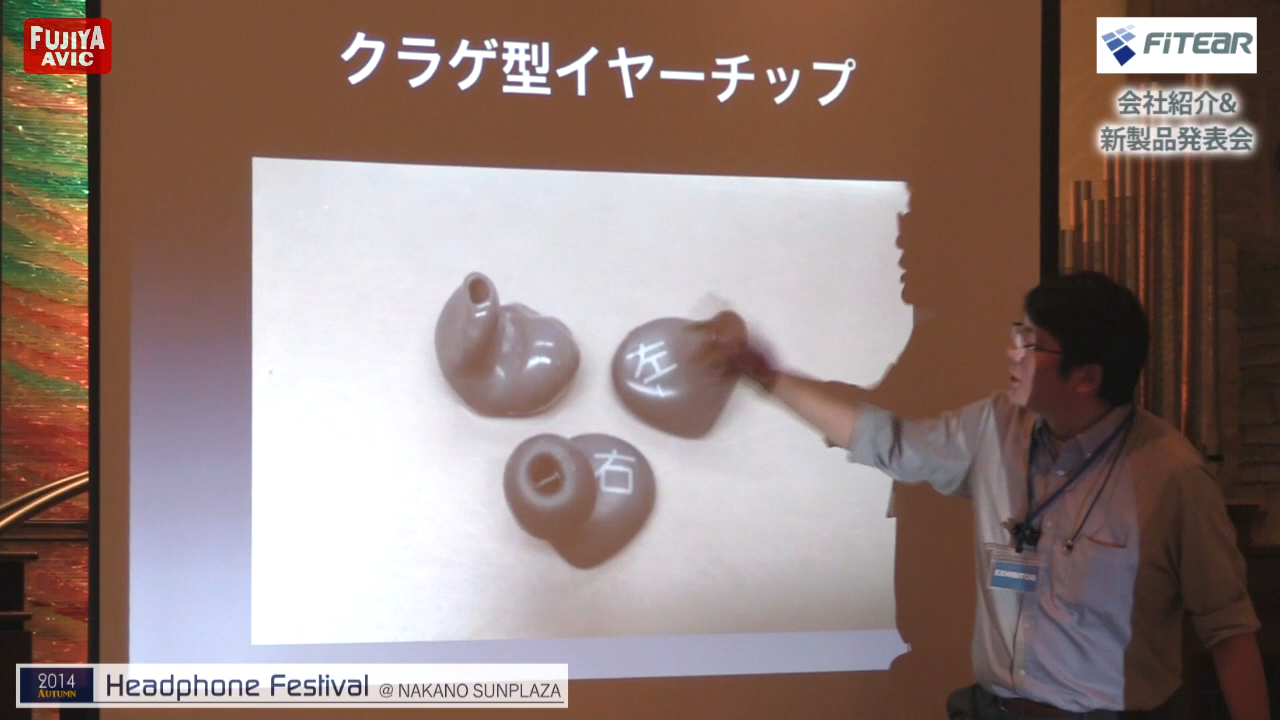 FUJIYA
AVIC
クラゲ型イヤーチップ
FiTEAR
会社紹介&
新製品発表会
左
右
EXHIBITOR
2014
AUTUMN
Headphone Festival @ NAKANO SUNPLAZA